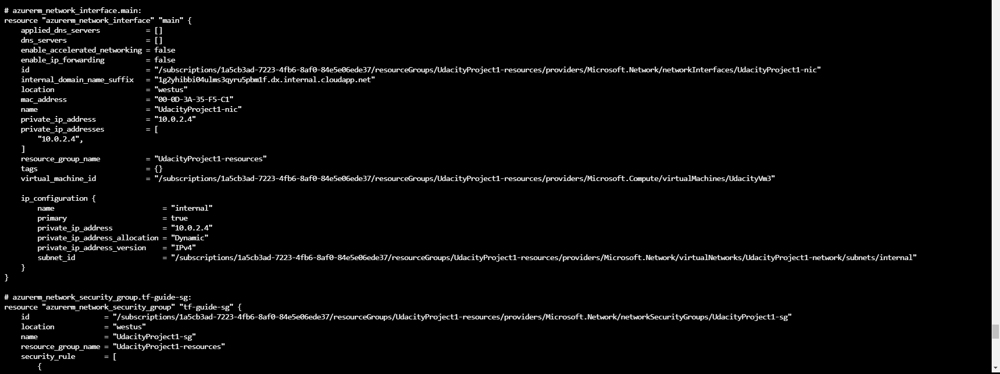 # azurerm_network_interface.main:
resource "azurerm_network_interface" "main" {
    applied_dns_servers           = []
    dns_servers                   = []
    enable_accelerated_networking = false
    enable_ip_forwarding          = false
    id                            = "/subscriptions/1a5cb3ad-7223-4fb6-8af0-84e5e06ede37/resourceGroups/UdacityProject1-resources/providers/Microsoft.Network/networkInterfaces/UdacityProject1-nic"
    internal_domain_name_suffix   = "1g2yhibbi04ulms3qyru5pbm1f.dx.internal.cloudapp.net"
    location                      = "westus"
    mac_address                   = "00-0D-3A-35-F5-C1"
    name                          = "UdacityProject1-nic"
    private_ip_address            = "10.0.2.4"
    private_ip_addresses          = [
        "10.0.2.4",
    ]
    resource_group_name           = "UdacityProject1-resources"
    tags                          = {}
    virtual_machine_id            = "/subscriptions/1a5cb3ad-7223-4fb6-8af0-84e5e06ede37/resourceGroups/UdacityProject1-resources/providers/Microsoft.Compute/virtualMachines/UdacityVm3"

    ip_configuration {
        name                          = "internal"
        primary                       = true
        private_ip_address            = "10.0.2.4"
        private_ip_address_allocation = "Dynamic"
        private_ip_address_version    = "IPv4"
        subnet_id                     = "/subscriptions/1a5cb3ad-7223-4fb6-8af0-84e5e06ede37/resourceGroups/UdacityProject1-resources/providers/Microsoft.Network/virtualNetworks/UdacityProject1-network/subnets/internal"
    }
}

# azurerm_network_security_group.tf-guide-sg:
resource "azurerm_network_security_group" "tf-guide-sg" {
    id                  = "/subscriptions/1a5cb3ad-7223-4fb6-8af0-84e5e06ede37/resourceGroups/UdacityProject1-resources/providers/Microsoft.Network/networkSecurityGroups/UdacityProject1-sg"
    location            = "westus"
    name                = "UdacityProject1-sg"
    resource_group_name = "UdacityProject1-resources"
    security_rule       = [
        {